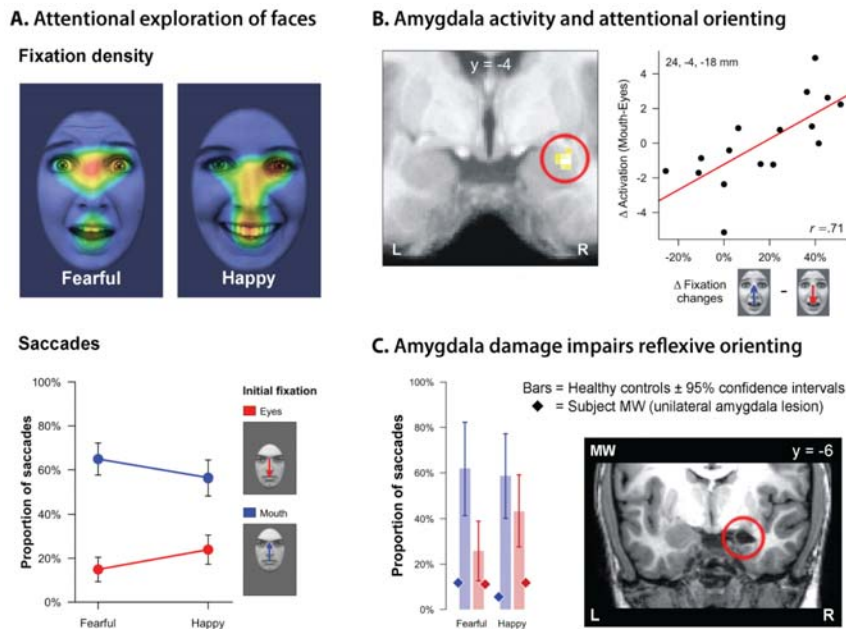 A. Attentional exploration of faces
Fixation density
Fearful
Happy
Saccades
Proportion of saccades
100%
80%
60%
40%
20%
0%
Fearful
Happy
Initial fixation
Eyes
Mouth
B. Amygdala activity and attentional orienting
y = -4
L
R
24, -4, -18 mm
Δ Activation (Mouth-Eyes)
4
2
0
-2
-4
r =.71
-20%
0%
20%
40%
Δ Fixation
changes
-
C. Amygdala damage impairs reflexive orienting
Bars = Healthy controls ± 95% confidence intervals
= Subject MW (unilateral amygdala lesion)
Proportion of saccades
100%
80%
60%
40%
20%
0%
Fearful
Happy
MW
y = -6
L
R